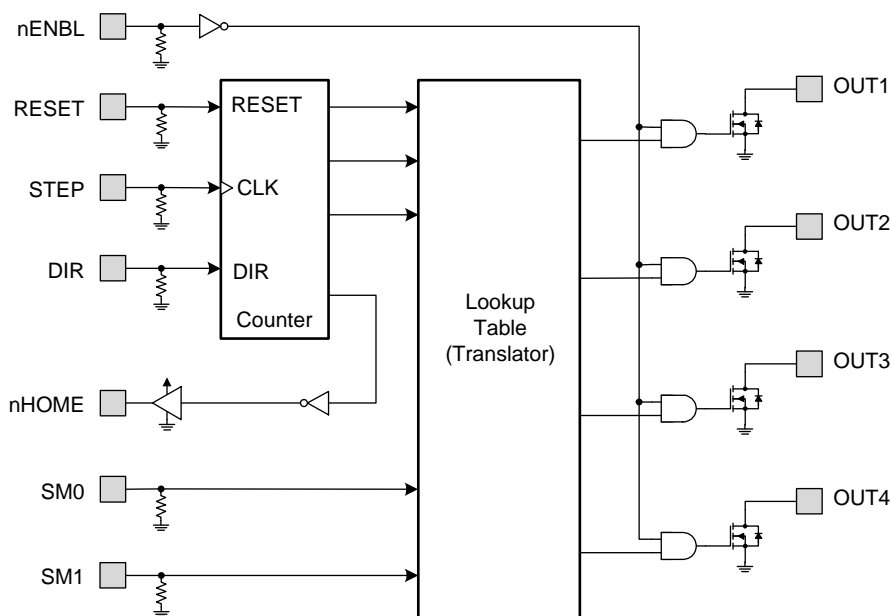 nENBL
RESET
RESET
STEP
CLK
DIR
DIR
Counter
nHOME
SM0
SM1
Lookup
Table
(Translator)
OUT1
OUT2
OUT3
OUT4